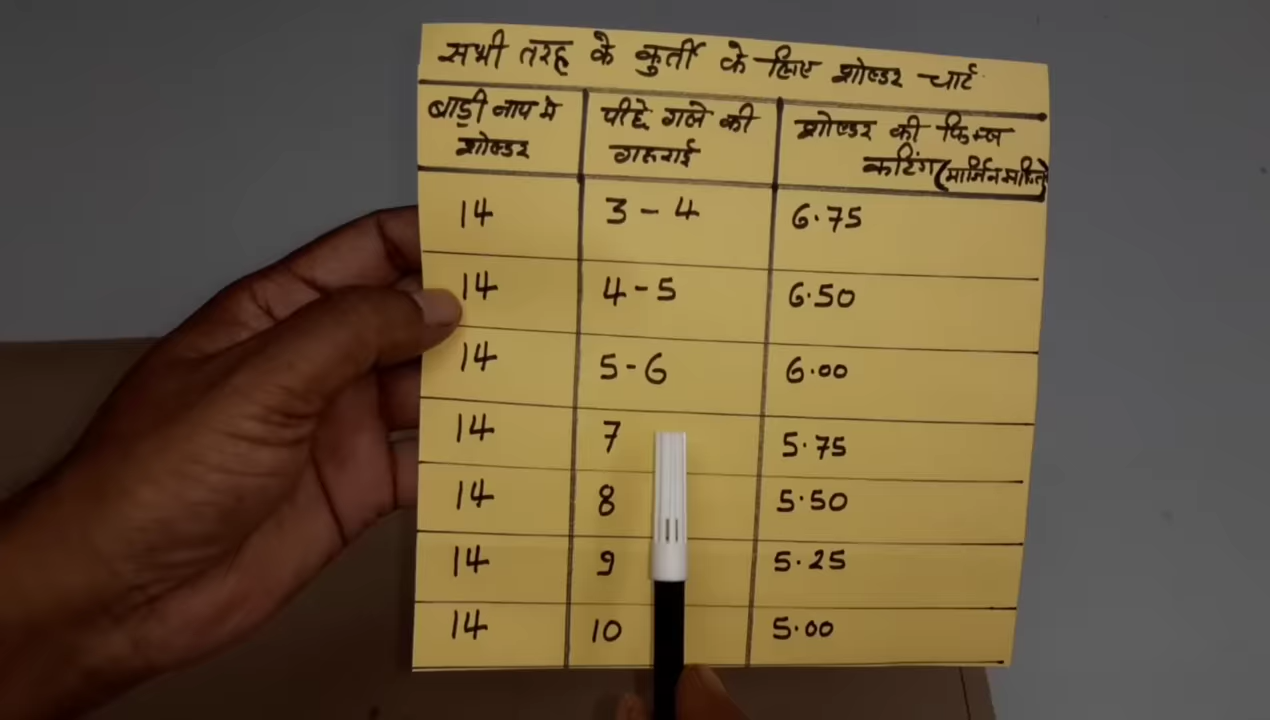 सभी तरह के कुर्ती के लिए शोल्डर चार्ट
बाड़ी नाप मे शोल्डर
पीछे गले की गहराई
शोल्डर की फिक्स कटिंग (मार्जिन सहित)
14 3 - 4 6.75
14 4 - 5 6.50
14 5 - 6 6.00
14 7 5.75
14 8 5.50
14 9 5.25
14 10 5.00